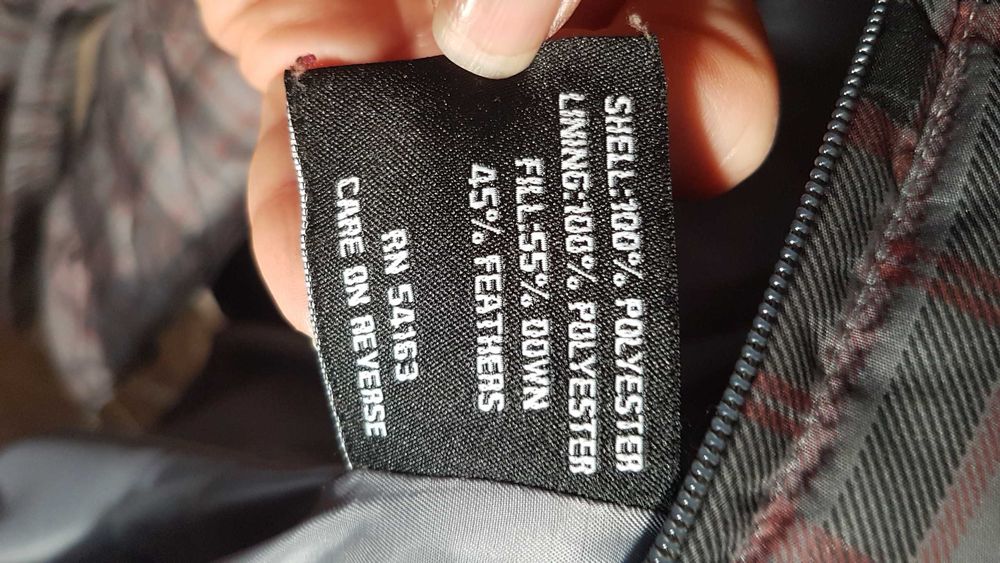 SHELL:100% POLYESTER
LINING:100% POLYESTER
FILL:55% DOWN
45% FEATHERS
RN 54163
CARE ON REVERSE